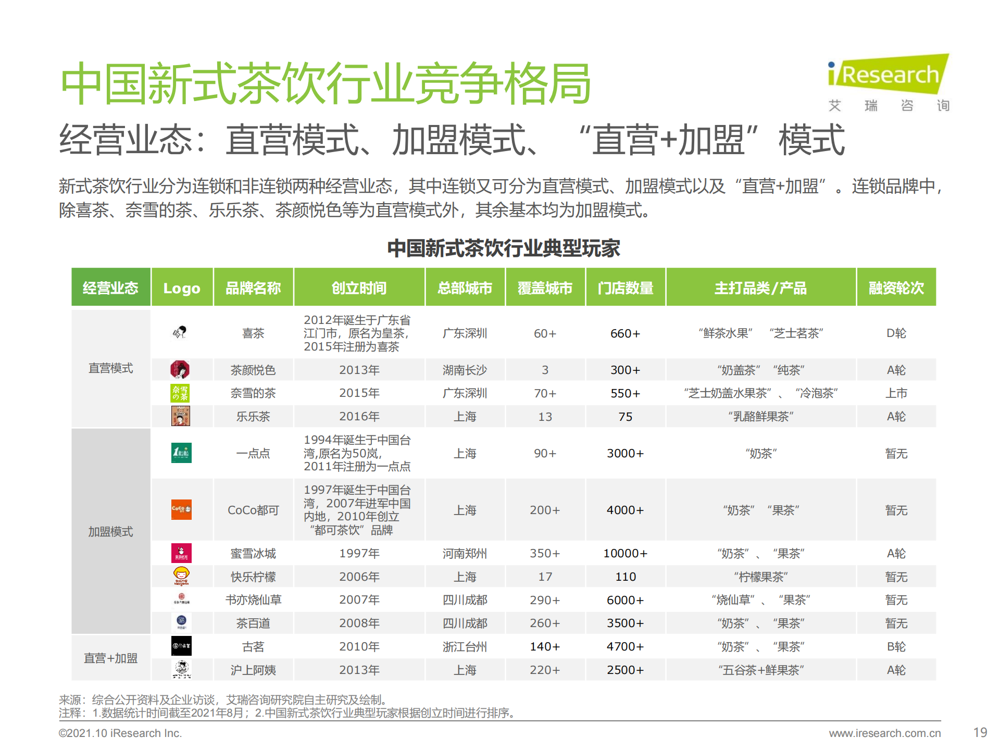 中国新式茶饮行业竞争格局
iResearch
艾瑞咨询
经营业态：直营模式、加盟模式、“直营+加盟”模式
新式茶饮行业分为连锁和非连锁两种经营业态，其中连锁又可分为直营模式、加盟模式以及“直营+加盟”。连锁品牌中，
除喜茶、奈雪的茶、乐乐茶、茶颜悦色等为直营模式外，其余基本均为加盟模式。
中国新式茶饮行业典型玩家
经营业态 Logo 品牌名称 创立时间 总部城市 覆盖城市 门店数量 主打品类/产品 融资轮次
直营模式
喜茶
2012年诞生于广东省
江门市，原名为皇茶，
2015年注册为喜茶
广东深圳 60+ 660+ “鲜茶水果” “芝士茗茶” D轮
茶颜悦色 2013年 湖南长沙 3 300+ “奶盖茶” “纯茶” A轮
奈雪の茶 奈雪的茶 2015年 广东深圳 70+ 550+ “芝士奶盖水果茶”、“冷泡茶” 上市
乐乐茶 2016年 上海 13 75 “乳酪鲜果茶” A轮
加盟模式
一点点
1994年诞生于中国台
湾,原名为50岚，
2011年注册为一点点
上海 90+ 3000+ “奶茶” 暂无
CoCo CoCo都可
1997年诞生于中国台
湾，2007年进军中国
内地，2010年创立
“都可茶饮”品牌
上海 200+ 4000+ “奶茶” “果茶” 暂无
蜜雪冰城 1997年 河南郑州 350+ 10000+ “奶茶”、“果茶” A轮
快乐柠檬 快乐柠檬 2006年 上海 17 110 “柠檬果茶” 暂无
书亦烧仙草 2007年 四川成都 290+ 6000+ “烧仙草”、“果茶” 暂无
茶百道 2008年 四川成都 260+ 3500+ “奶茶”、“果茶” 暂无
直营+加盟
古茗 2010年 浙江台州 140+ 4700+ “奶茶”、“果茶” B轮
沪上阿姨 2013年 上海 220+ 2500+ “五谷茶+鲜果茶” A轮
来源：综合公开资料及企业访谈，艾瑞咨询研究院自主研究及绘制。
注释：1.数据统计时间截至2021年8月；2.中国新式茶饮行业典型玩家根据创立时间进行排序。
©2021.10 iResearch Inc.
www.iresearch.com.cn
19